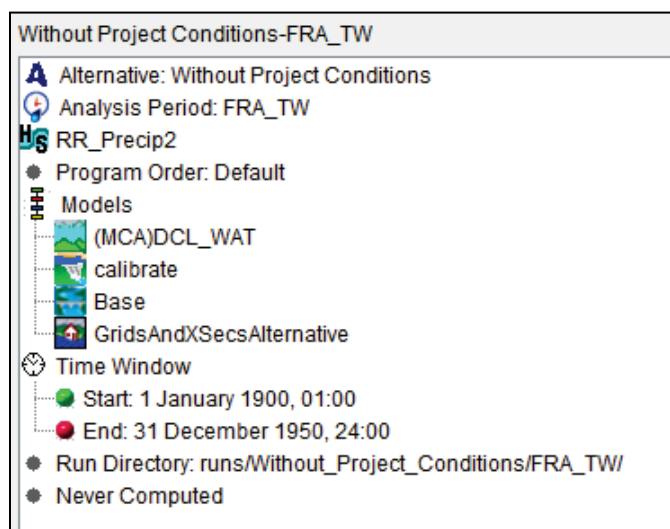 Without Project Conditions-FRA_TW
Alternative: Without Project Conditions
Analysis Period: FRA_TW
RR_Precip2
Program Order: Default
Models
(MCA)DCL_WAT
calibrate
Base
GridsAndXSecsAlternative
Time Window
Start: 1 January 1900, 01:00
End: 31 December 1950, 24:00
Run Directory: runs/Without_Project_Conditions/FRA_TW/
Never Computed